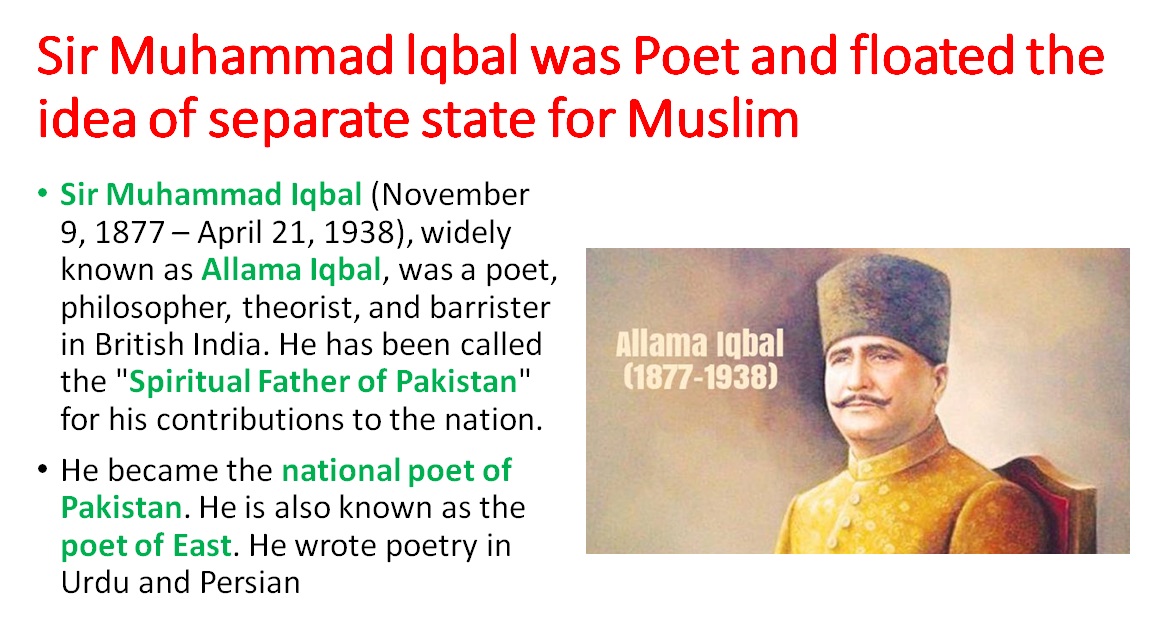 Sir Muhammad Iqbal was Poet and floated the
idea of separate state for Muslim
• Sir Muhammad Iqbal (November
9, 1877 – April 21, 1938), widely
known as Allama Iqbal, was a poet,
philosopher, theorist, and barrister
in British India. He has been called
the "Spiritual Father of Pakistan"
for his contributions to the nation.
• He became the national poet of
Pakistan. He is also known as the
poet of East. He wrote poetry in
Urdu and Persian
Allama Iqbal
(1877-1938)